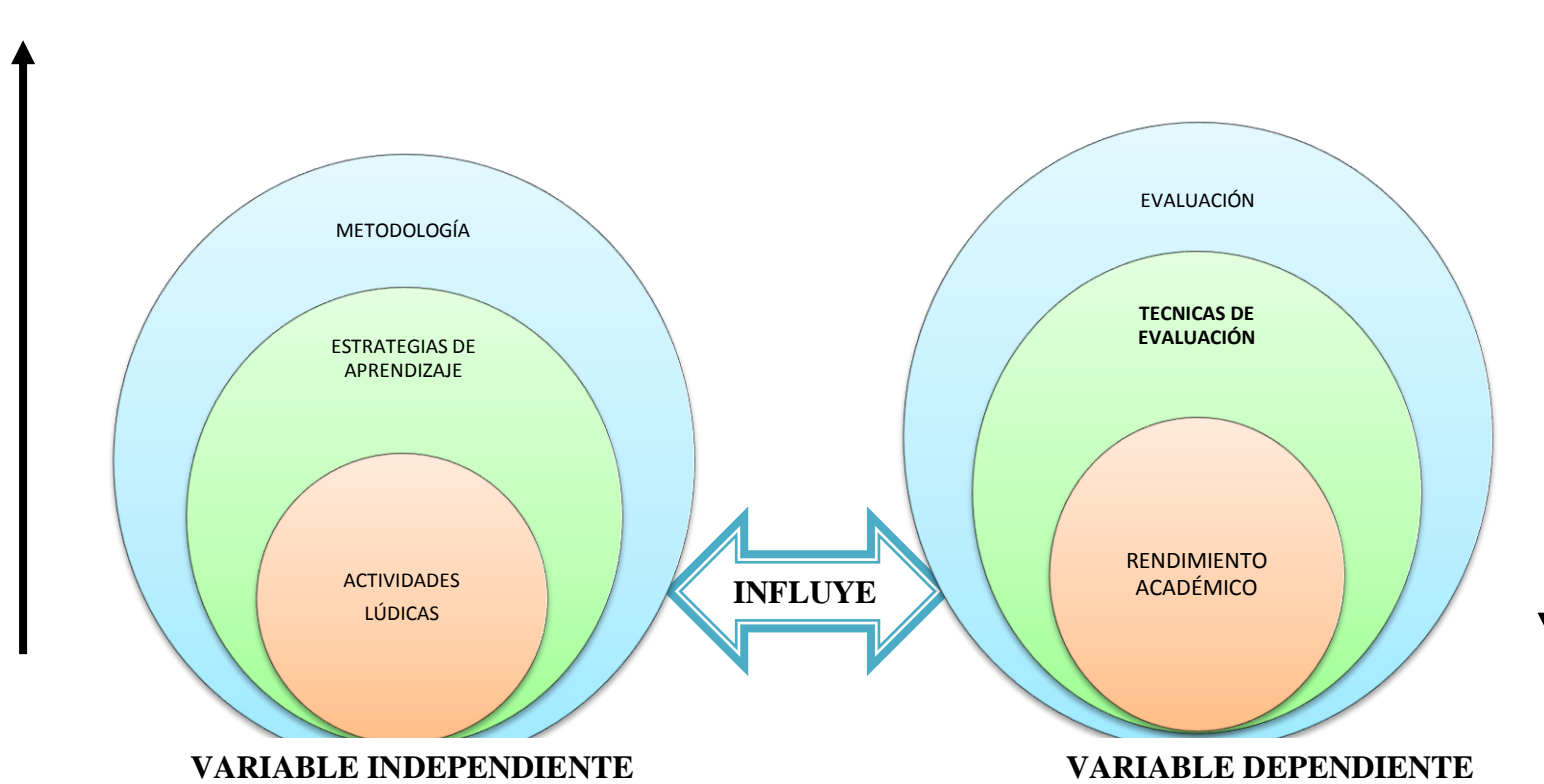 METODOLOGÍA
ESTRATEGIAS DE
APRENDIZAJE
ACTIVIDADES
LÚDICAS
INFLUYE
EVALUACIÓN
TECNICAS DE
EVALUACIÓN
RENDIMIENTO
ACADÉMICO
VARIABLE INDEPENDIENTE
VARIABLE DEPENDIENTE